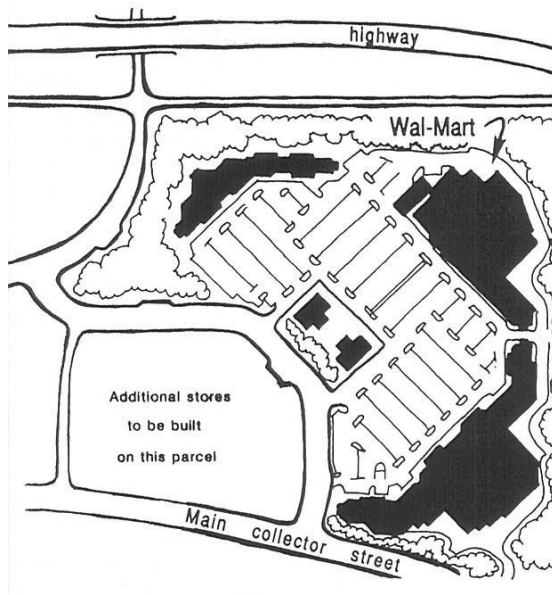 highway
Wal-Mart
Additional stores
to be built
on this parcel
Main collector street